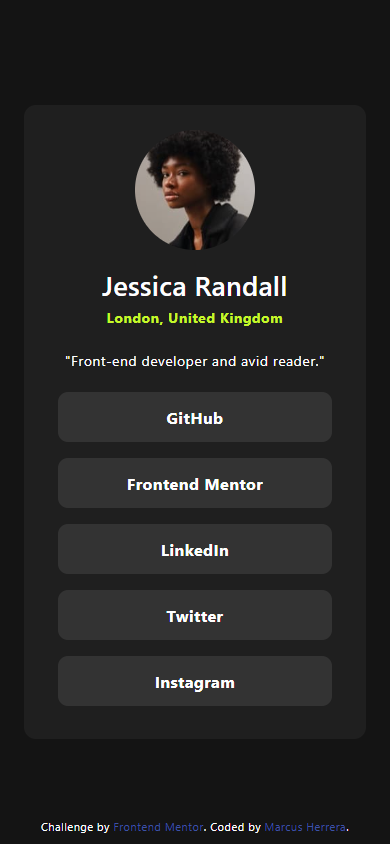 Jessica Randall
London, United Kingdom
"Front-end developer and avid reader."
GitHub
Frontend Mentor
LinkedIn
Twitter
Instagram
Challenge by Frontend Mentor. Coded by Marcus Herrera.